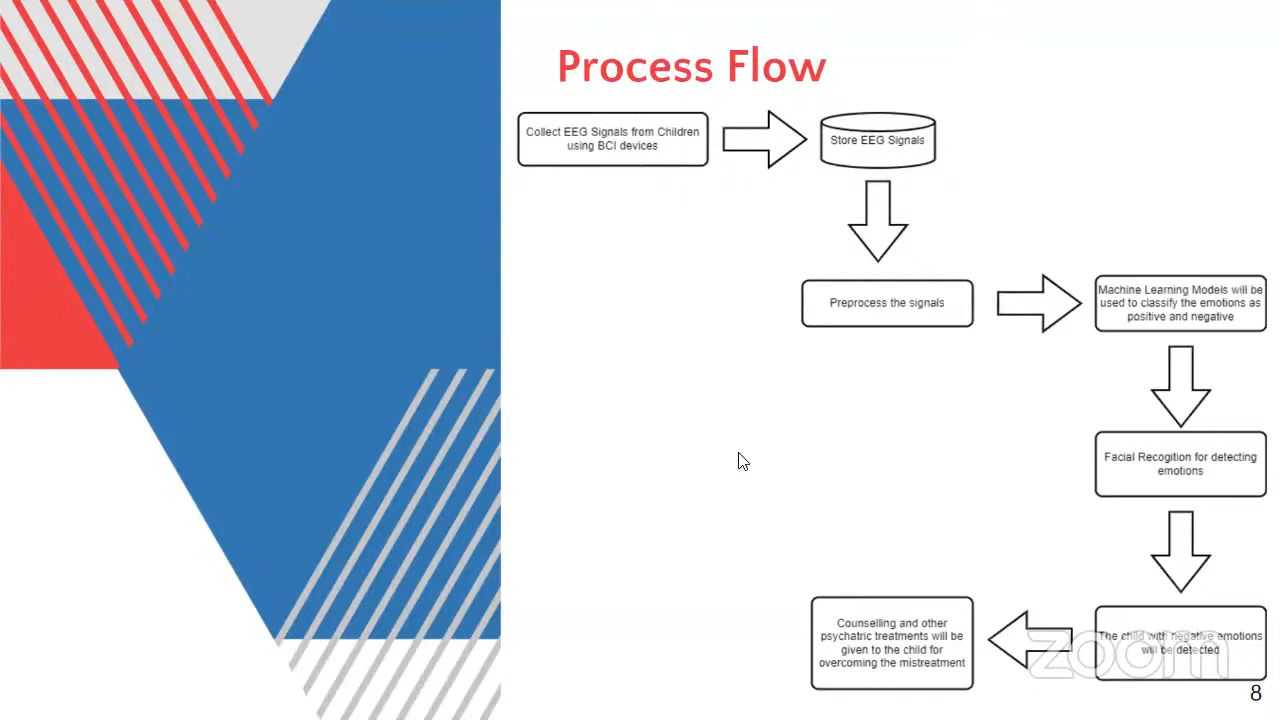 Process Flow
Collect EEG Signals from Children
using BCI devices
Store EEG Signals
Preprocess the signals
Machine Learning Models will be
used to classify the emotions as
positive and negative
Facial Recogition for detecting
emotions
The child with negative emotions
will be detected
Counselling and other
psychatric treatments will be
given to the child for
overcoming the mistreatment
zoom
8